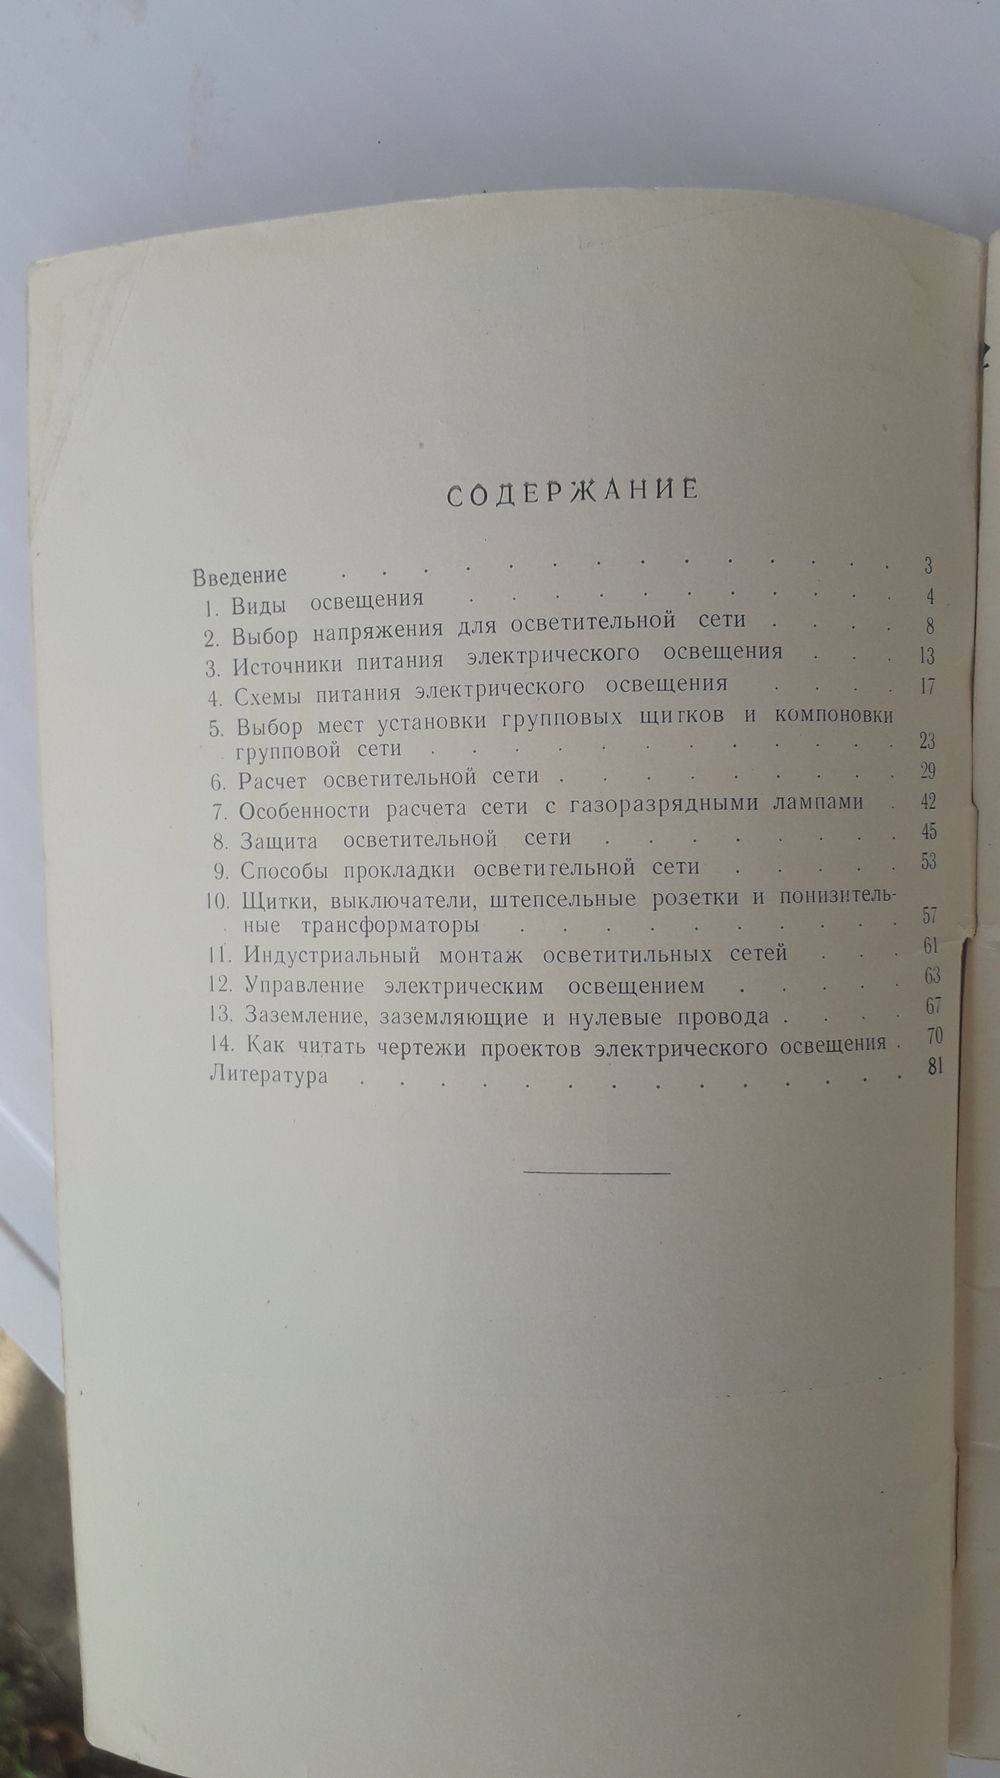 СОДЕРЖАНИЕ
Введение . . . . . . . . . . . . . . 3
1. Виды освещения . . . . . . . . . . . 4
2. Выбор напряжения для осветительной сети . . . . 8
3. Источники питания электрического освещения . . . 13
4. Схемы питания электрического освещения . . . . 17
5. Выбор мест установки групповых щитков и компоновки
групповой сети . . . . . . . . . . . . 23
6. Расчет осветительной сети . . . . . . . . . 29
7. Особенности расчета сети с газоразрядными лампами . 42
8. Защита осветительной сети . . . . . . . 45
9. Способы прокладки осветительной сети . . . . . 53
10. Щитки, выключатели, штепсельные розетки и понизитель-
ные трансформаторы . . . . . . . . . . 57
11. Индустриальный монтаж осветитильных сетей . . . 61
12. Управление электрическим освещением . . . . . 63
13. Заземление, заземляющие и нулевые провода . . . . 67
14. Как читать чертежи проектов электрического освещения . 70
Литература . . . . . . . . . . . . . . 81